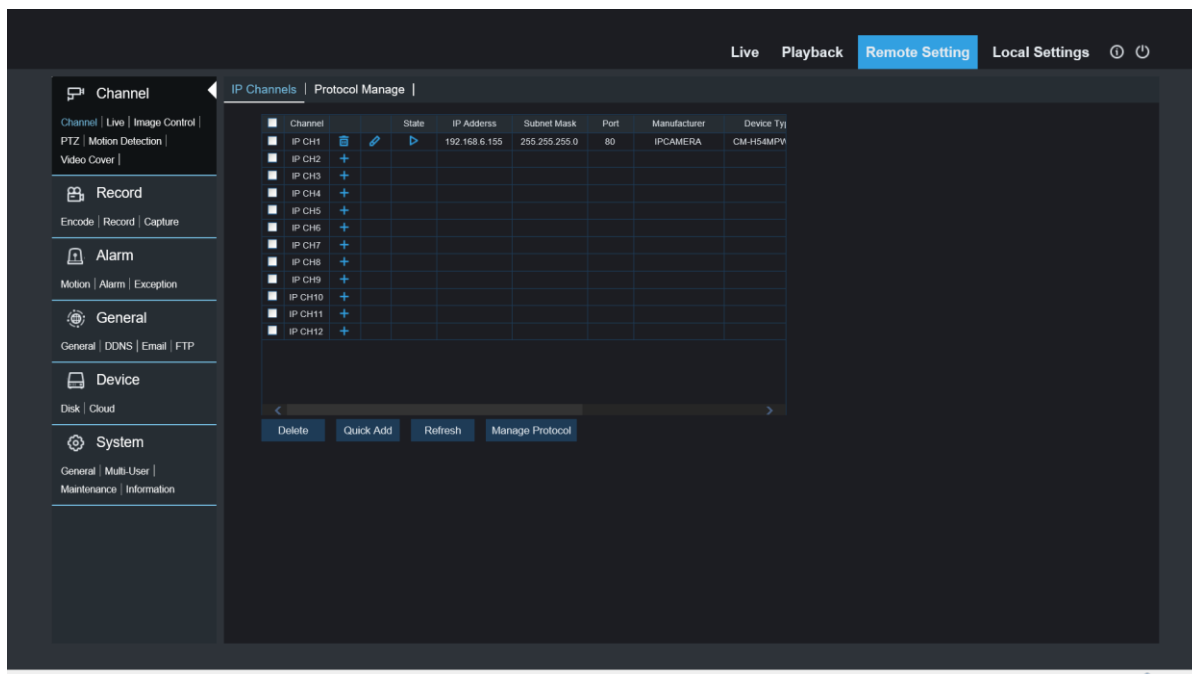 Live Playback Remote Setting Local Settings
Channel
Channel | Live | Image Control |
PTZ | Motion Detection |
Video Cover |
Record
Encode | Record | Capture
Alarm
Motion | Alarm | Exception
General
General | DDNS | Email | FTP
Device
Disk | Cloud
System
General | Multi-User |
Maintenance | Information
IP Channels | Protocol Manage |
Channel State IP Adderss Subnet Mask Port Manufacturer Device Typ
IP CH1 192.168.6.155 255.255.255.0 80 IPCAMERA CM-H54MPW
IP CH2 +
IP CH3 +
IP CH4 +
IP CH5 +
IP CH6 +
IP CH7 +
IP CH8 +
IP CH9 +
IP CH10 +
IP CH11 +
IP CH12 +
Delete Quick Add Refresh Manage Protocol